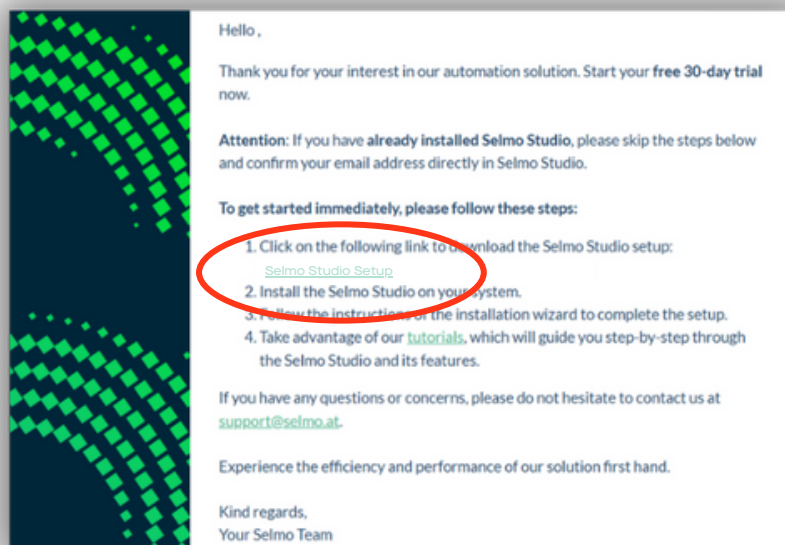 Hello ,
Thank you for your interest in our automation solution. Start your free 30-day trial
now.
Attention: If you have already installed Selmo Studio, please skip the steps below
and confirm your email address directly in Selmo Studio.
To get started immediately, please follow these steps:
1. Click on the following link to download the Selmo Studio setup:
Selmo Studio Setup
2. Install the Selmo Studio on your system.
3. Follow the instructions of the installation wizard to complete the setup.
4. Take advantage of our tutorials, which will guide you step-by-step through
the Selmo Studio and its features.
If you have any questions or concerns, please do not hesitate to contact us at
support@selmo.at.
Experience the efficiency and performance of our solution first hand.
Kind regards,
Your Selmo Team